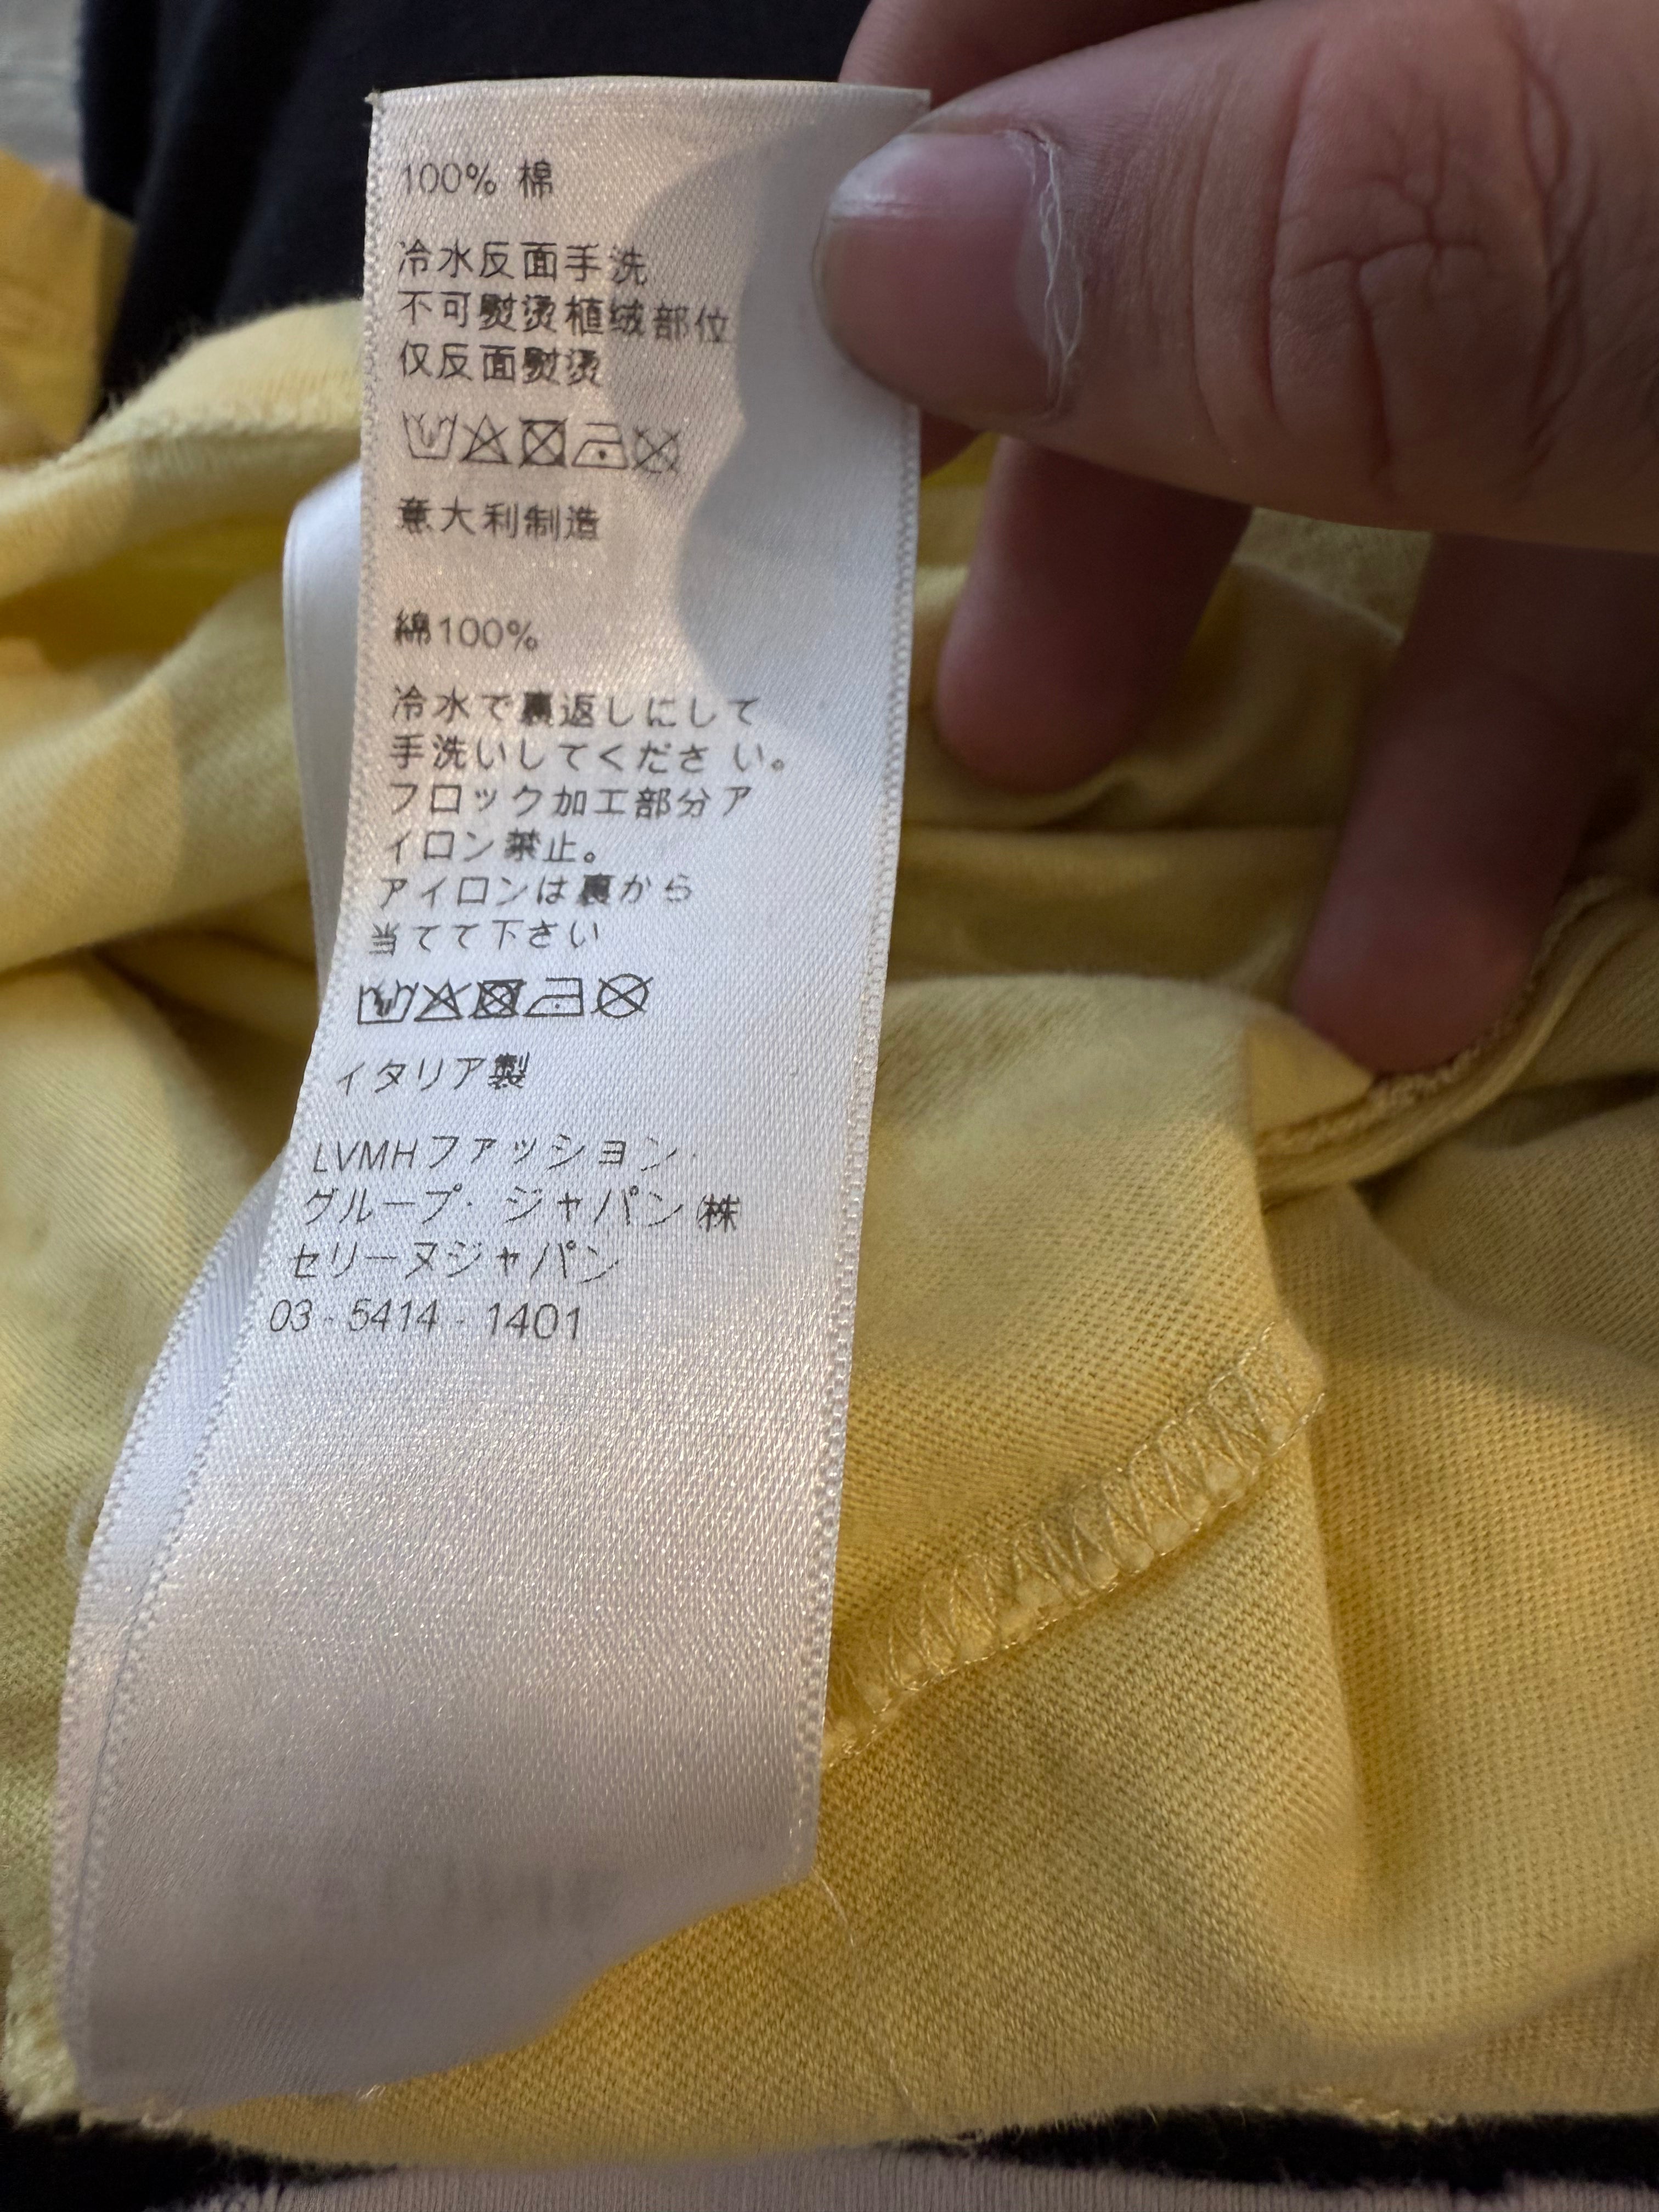 100% 棉
冷水反面手洗
不可熨烫植绒部位
仅反面熨烫
意大利制造
綿100%
冷水で裏返しにして
手洗いしてくださ い。
フロック加工部分ア
イロン禁止。
アイロンは裏から
当てて下さい
イタリア製
LVMHファッション・
グループ・ジャパン㈱
セリーヌジャパン
03 - 5414 - 1401